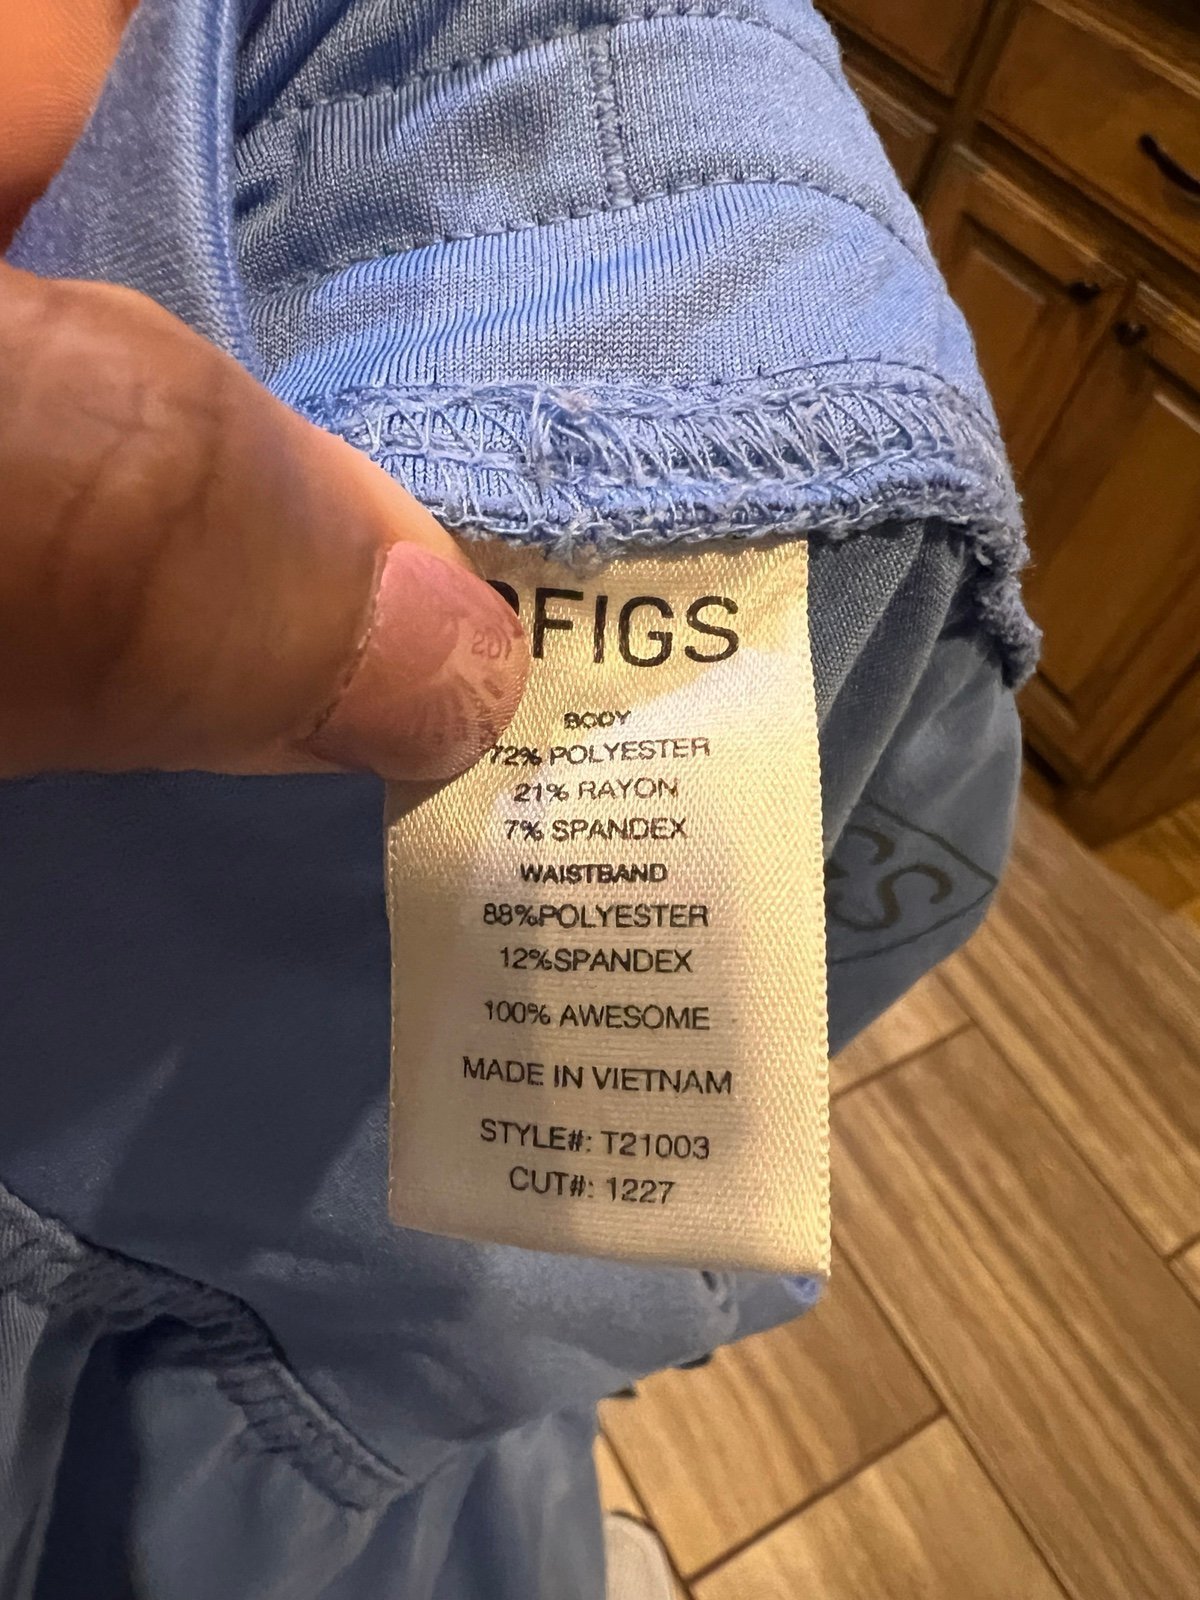 FIGS
BODY
72% POLYESTER
21% RAYON
7% SPANDEX
WAISTBAND
88%POLYESTER
12%SPANDEX
100% AWESOME
MADE IN VIETNAM
STYLE#: T21003
CUT#: 1227